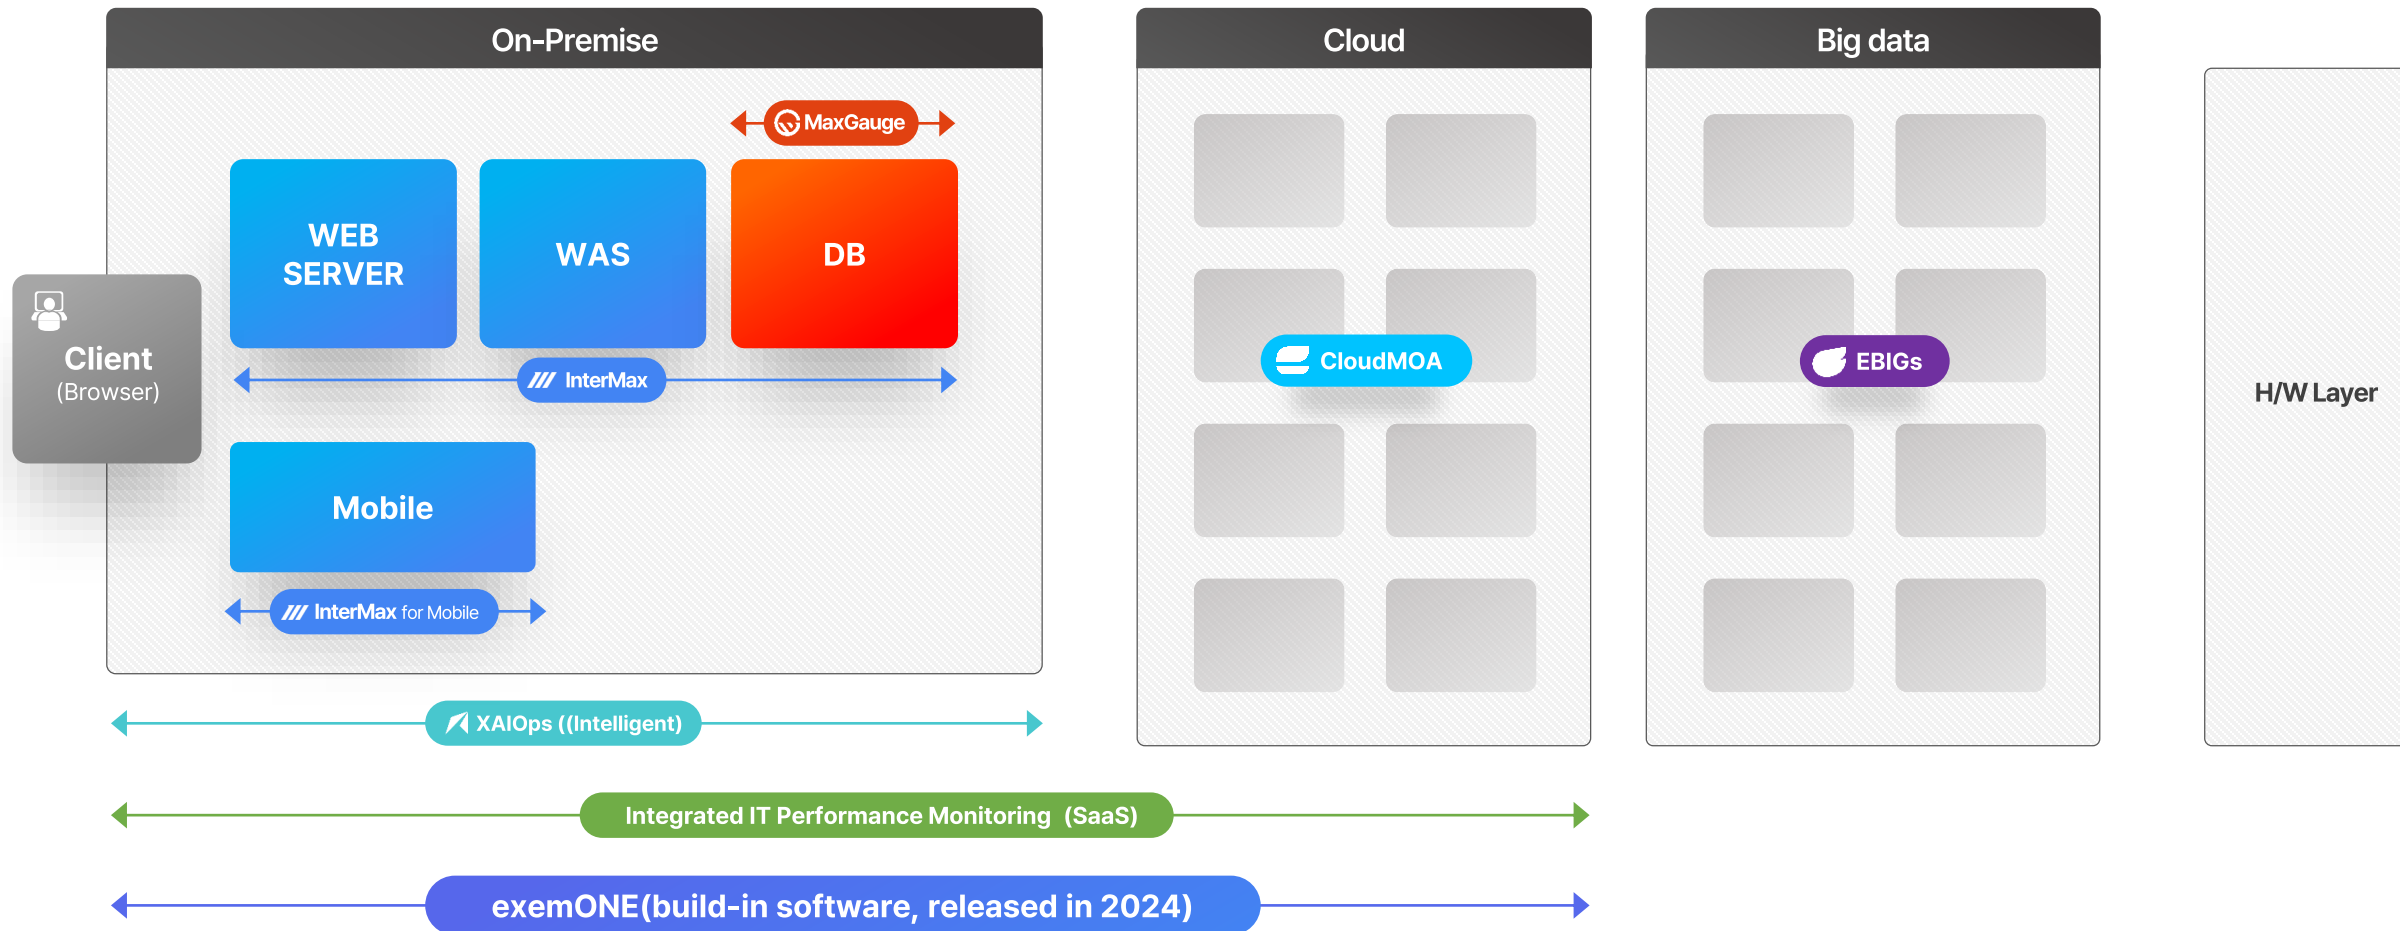 On-Premise
Cloud
Big data
MaxGauge
WEB
SERVER
WAS
DB
Client
(Browser)
InterMax
CloudMOA
EBIGs
H/W Layer
Mobile
InterMax for Mobile
XAIOps ((Intelligent)
Integrated IT Performance Monitoring (SaaS)
exemONE(build-in software, released in 2024)